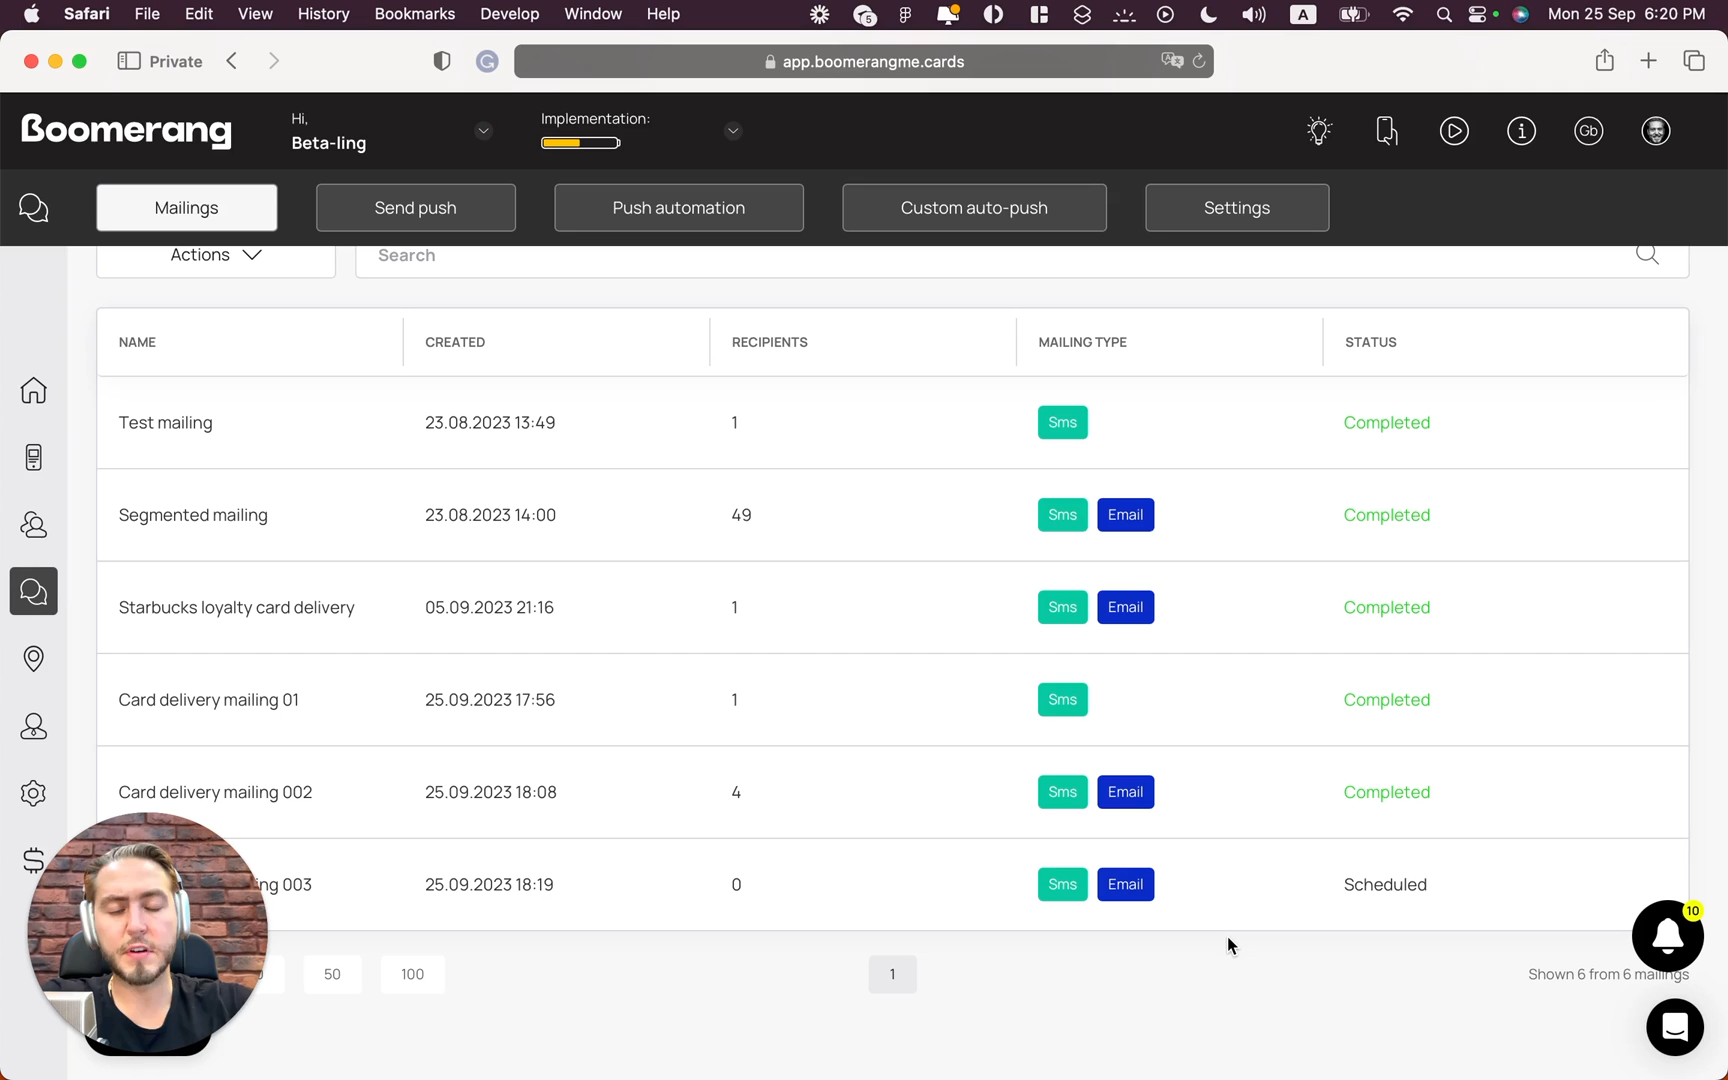 Safari File Edit View History Bookmarks Develop Window Help 5 A Mon 25 Sep 6:20 PM
Private app.boomerangme.cards
Boomerang
Hi,
Beta-ling
Implementation:
Gb
Mailings Send push Push automation Custom auto-push Settings
Actions Search
NAME CREATED RECIPIENTS MAILING TYPE STATUS
Test mailing 23.08.2023 13:49 1 Sms Completed
Segmented mailing 23.08.2023 14:00 49 Sms Email Completed
Starbucks loyalty card delivery 05.09.2023 21:16 1 Sms Email Completed
Card delivery mailing 01 25.09.2023 17:56 1 Sms Completed
Card delivery mailing 002 25.09.2023 18:08 4 Sms Email Completed
ng 003 25.09.2023 18:19 0 Sms Email Scheduled
10
50 100 1 Shown 6 from 6 mailings